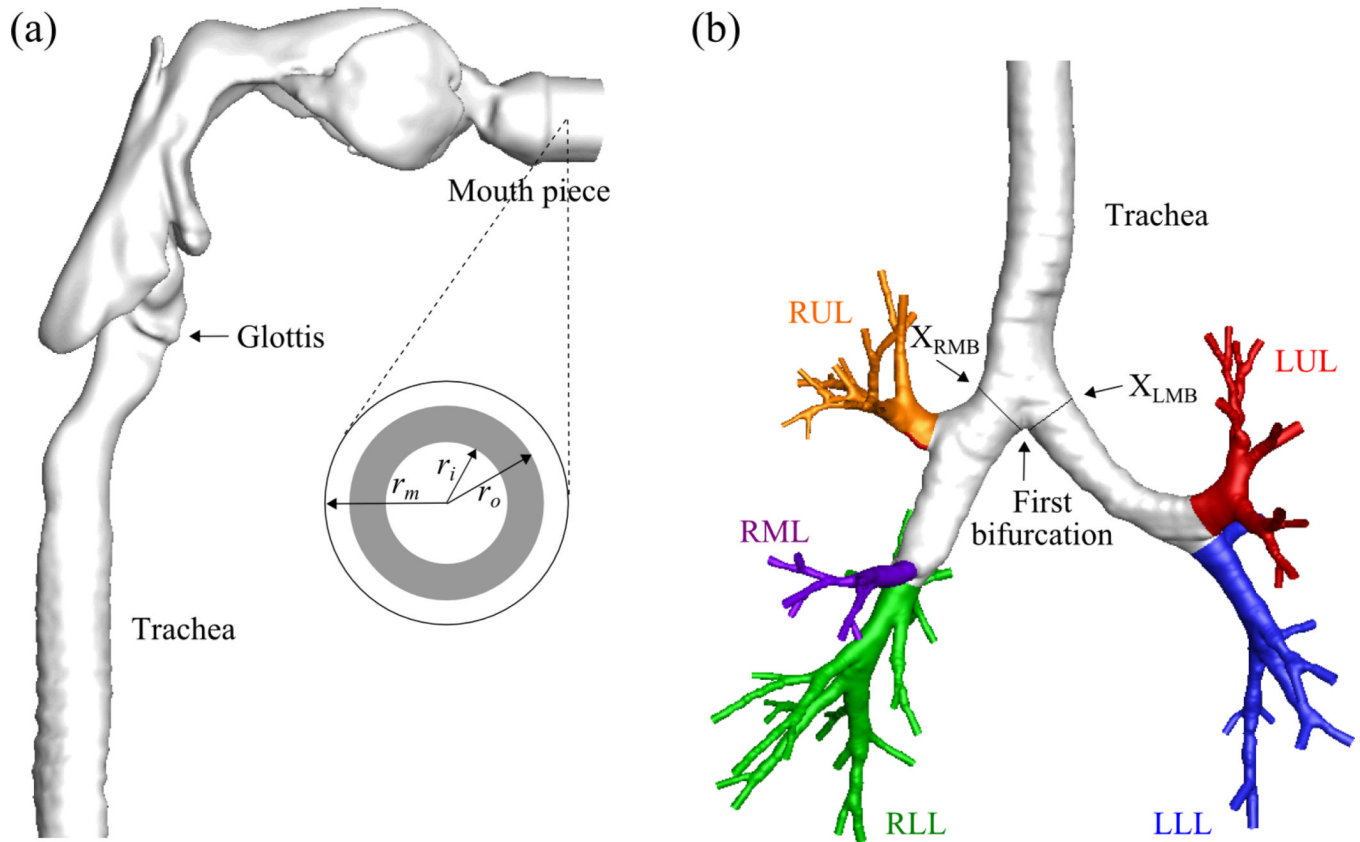 (a)
Mouth piece
Glottis
r_i
r_m
r_o
Trachea
(b)
Trachea
RUL
X_RMB
LUL
X_LMB
First
bifurcation
RML
RLL
LLL